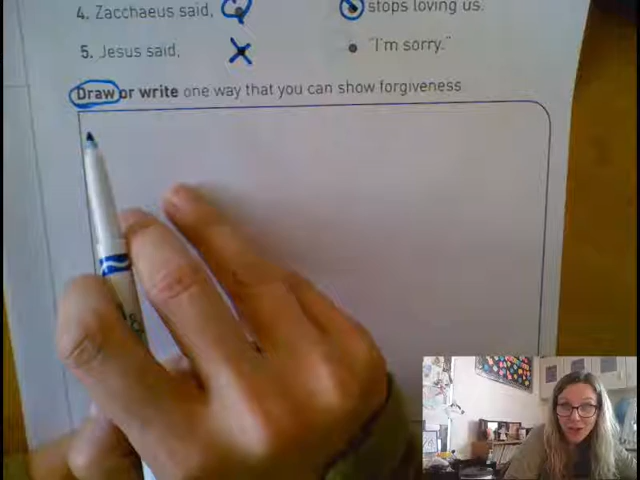 4. Zacchaeus said,
stops loving us.
5. Jesus said,
"I'm sorry."
Draw or write one way that you can show forgiveness